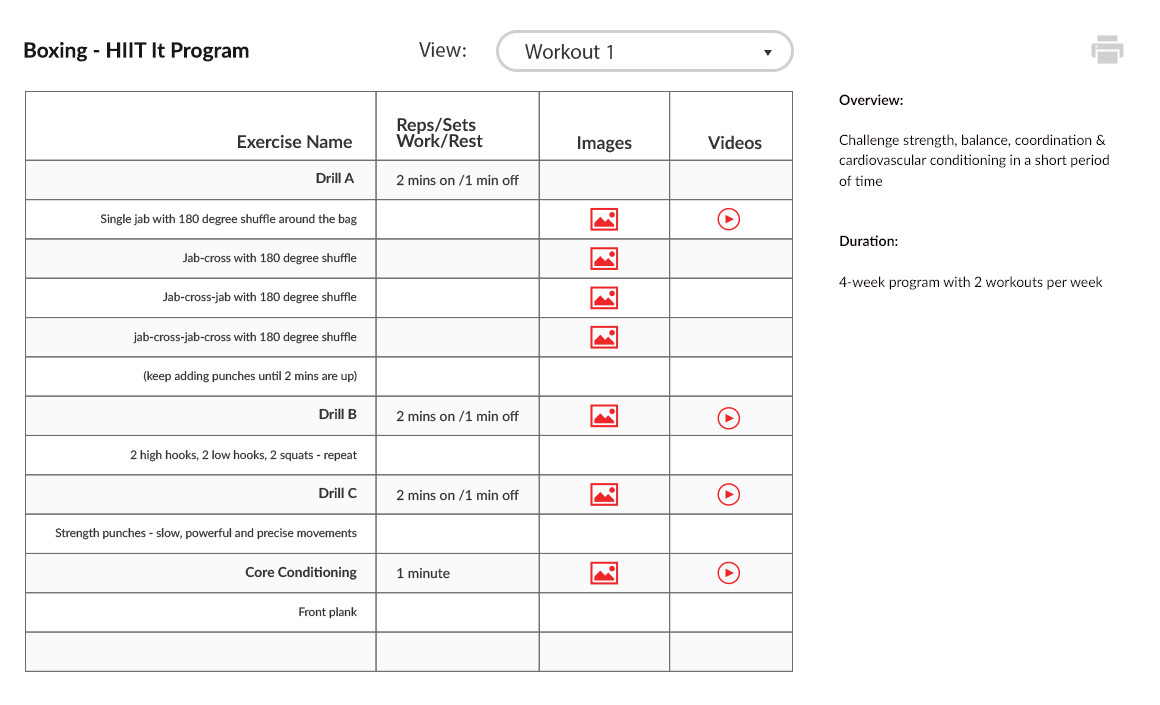 Boxing - HIIT It Program
View:
Workout 1
Exercise Name
Reps/Sets
Work/Rest
Images
Videos
Drill A
2 mins on /1 min off
Single jab with 180 degree shuffle around the bag
Jab-cross with 180 degree shuffle
Jab-cross-jab with 180 degree shuffle
jab-cross-jab-cross with 180 degree shuffle
(keep adding punches until 2 mins are up)
Drill B
2 mins on /1 min off
2 high hooks, 2 low hooks, 2 squats - repeat
Drill C
2 mins on /1 min off
Strength punches - slow, powerful and precise movements
Core Conditioning
1 minute
Front plank
Overview:
Challenge strength, balance, coordination &
cardiovascular conditioning in a short period
of time
Duration:
4-week program with 2 workouts per week